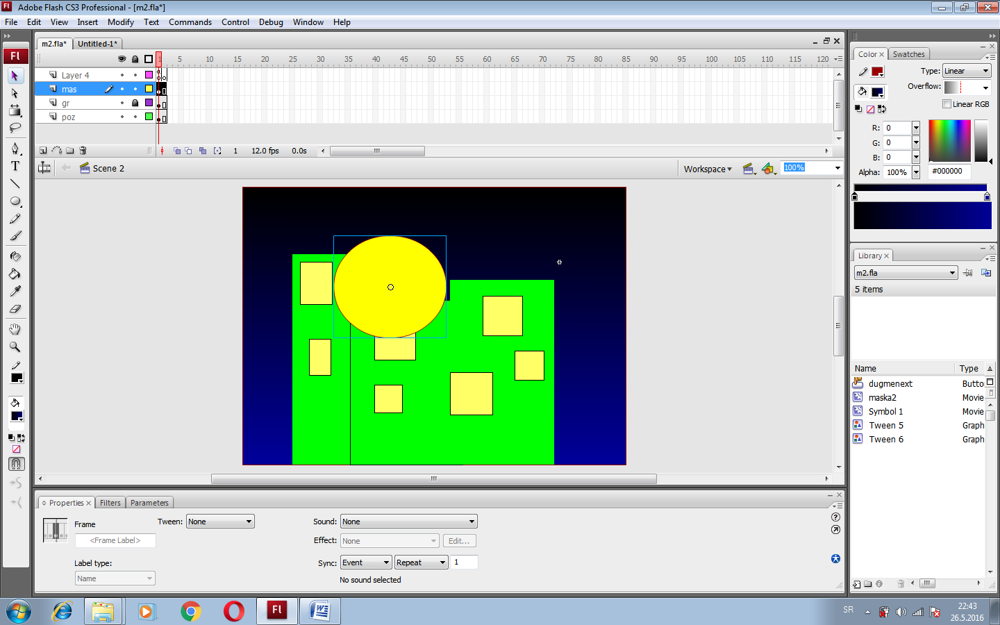 Fl Adobe Flash CS3 Professional - [m2.fla*]
File Edit View Insert Modify Text Commands Control Debug Window Help
m2.fla* Untitled-1*
1 5 10 15 20 25 30 35 40 45 50 55 60 65 70 75 80 85 90 95 100 105 110 115 120
Layer 4
mas
gr
poz
1 12.0 fps 0.0s
Scene 2 Workspace 100%
Fl
T
Color Swatches
Type: Linear
Overflow:
Linear RGB
R: 0
G: 0
B: 0
Alpha: 100% #000000
Library
m2.fla
5 items
Name Type
dugmenext Butto
maska2 Movie
Symbol 1 Movie
Tween 5 Graph
Tween 6 Graph
Properties Filters Parameters
Frame Tween: None Sound: None
<Frame Label> Effect: None Edit...
Label type: Sync: Event Repeat 1
Name No sound selected
Fl W
SR 22:43
26.5.2016